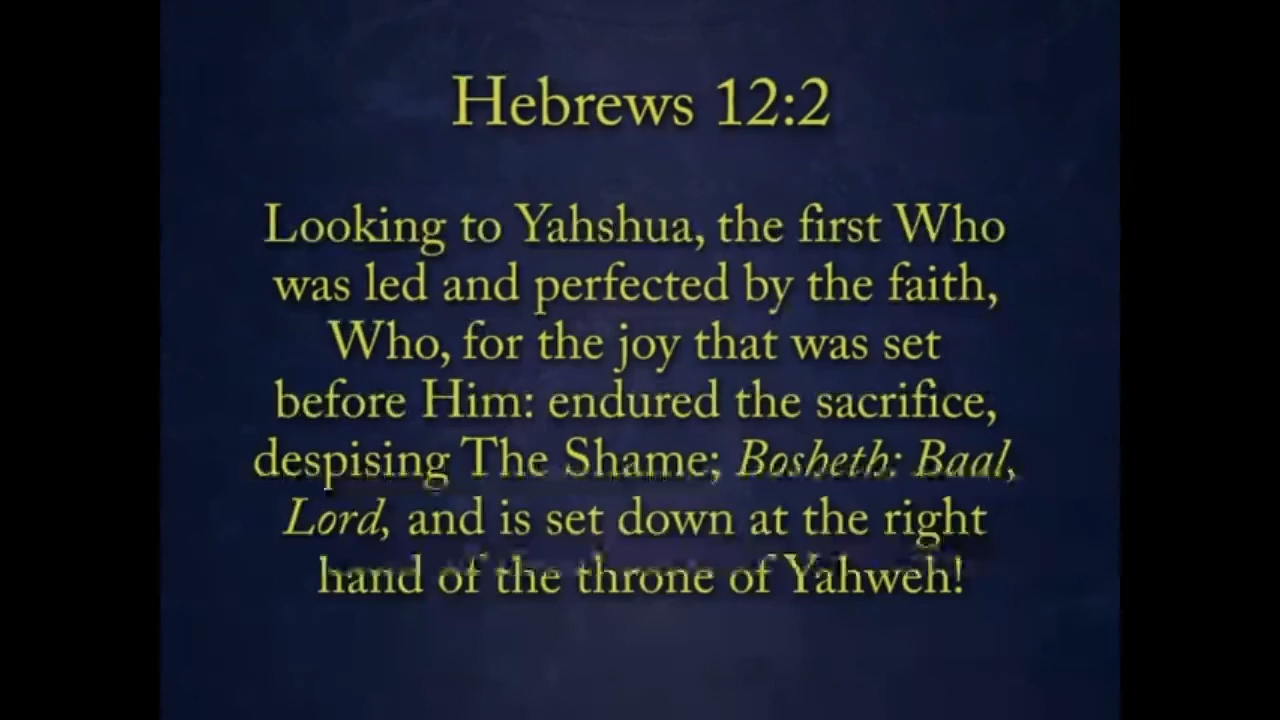 Hebrews 12:2
Looking to Yahshua, the first Who
was led and perfected by the faith,
Who, for the joy that was set
before Him: endured the sacrifice,
despising The Shame; Bosheth: Baal,
Lord, and is set down at the right
hand of the throne of Yahweh!